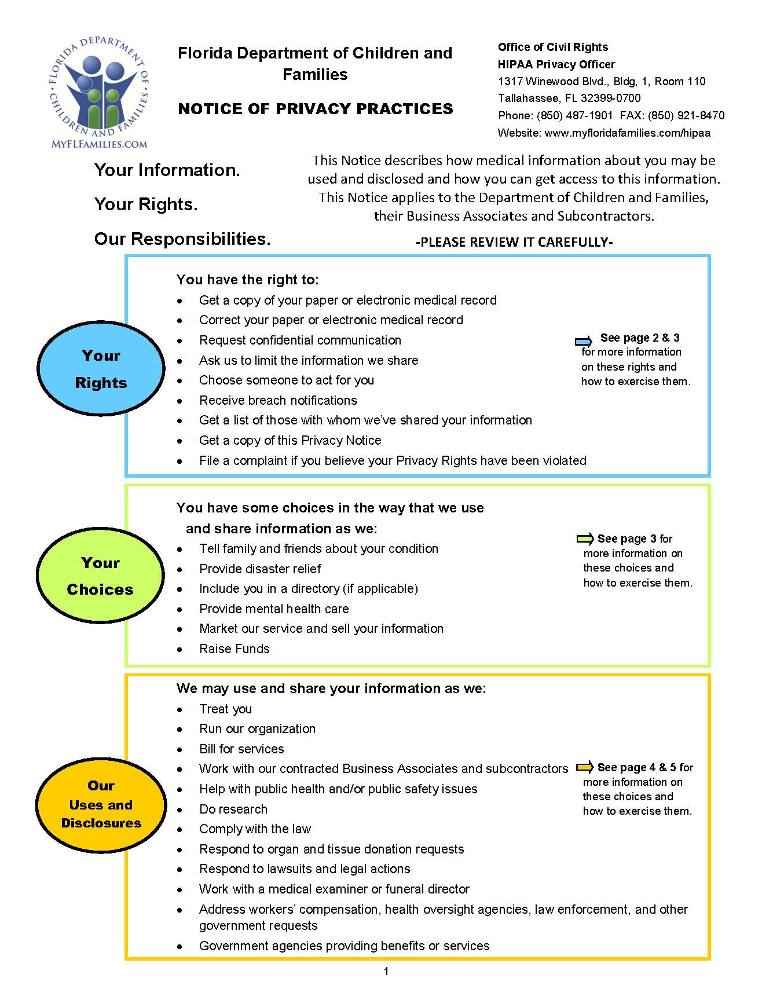 FLORIDA DEPARTMENT OF
• CHILDREN AND FAMILIES •
MYFLFAMILIES.COM
Florida Department of Children and
Families
NOTICE OF PRIVACY PRACTICES
Office of Civil Rights
HIPAA Privacy Officer
1317 Winewood Blvd., Bldg, 1, Room 110
Tallahassee, FL 32399-0700
Phone: (850) 487-1901  FAX: (850) 921-8470
Website: www.myfloridafamilies.com/hipaa
Your Information.
Your Rights.
Our Responsibilities.
This Notice describes how medical information about you may be
used and disclosed and how you can get access to this information.
This Notice applies to the Department of Children and Families,
their Business Associates and Subcontractors.
-PLEASE REVIEW IT CAREFULLY-
Your
Rights
You have the right to:
• Get a copy of your paper or electronic medical record
• Correct your paper or electronic medical record
• Request confidential communication
• Ask us to limit the information we share
• Choose someone to act for you
• Receive breach notifications
• Get a list of those with whom we've shared your information
• Get a copy of this Privacy Notice
• File a complaint if you believe your Privacy Rights have been violated
See page 2 & 3
for more information
on these rights and
how to exercise them.
Your
Choices
You have some choices in the way that we use
and share information as we:
• Tell family and friends about your condition
• Provide disaster relief
• Include you in a directory (if applicable)
• Provide mental health care
• Market our service and sell your information
• Raise Funds
See page 3 for
more information on
these choices and
how to exercise them.
Our
Uses and
Disclosures
We may use and share your information as we:
• Treat you
• Run our organization
• Bill for services
• Work with our contracted Business Associates and subcontractors
• Help with public health and/or public safety issues
• Do research
• Comply with the law
• Respond to organ and tissue donation requests
• Respond to lawsuits and legal actions
• Work with a medical examiner or funeral director
• Address workers' compensation, health oversight agencies, law enforcement, and other
government requests
• Government agencies providing benefits or services
See page 4 & 5 for
more information on
these choices and
how to exercise them.
1